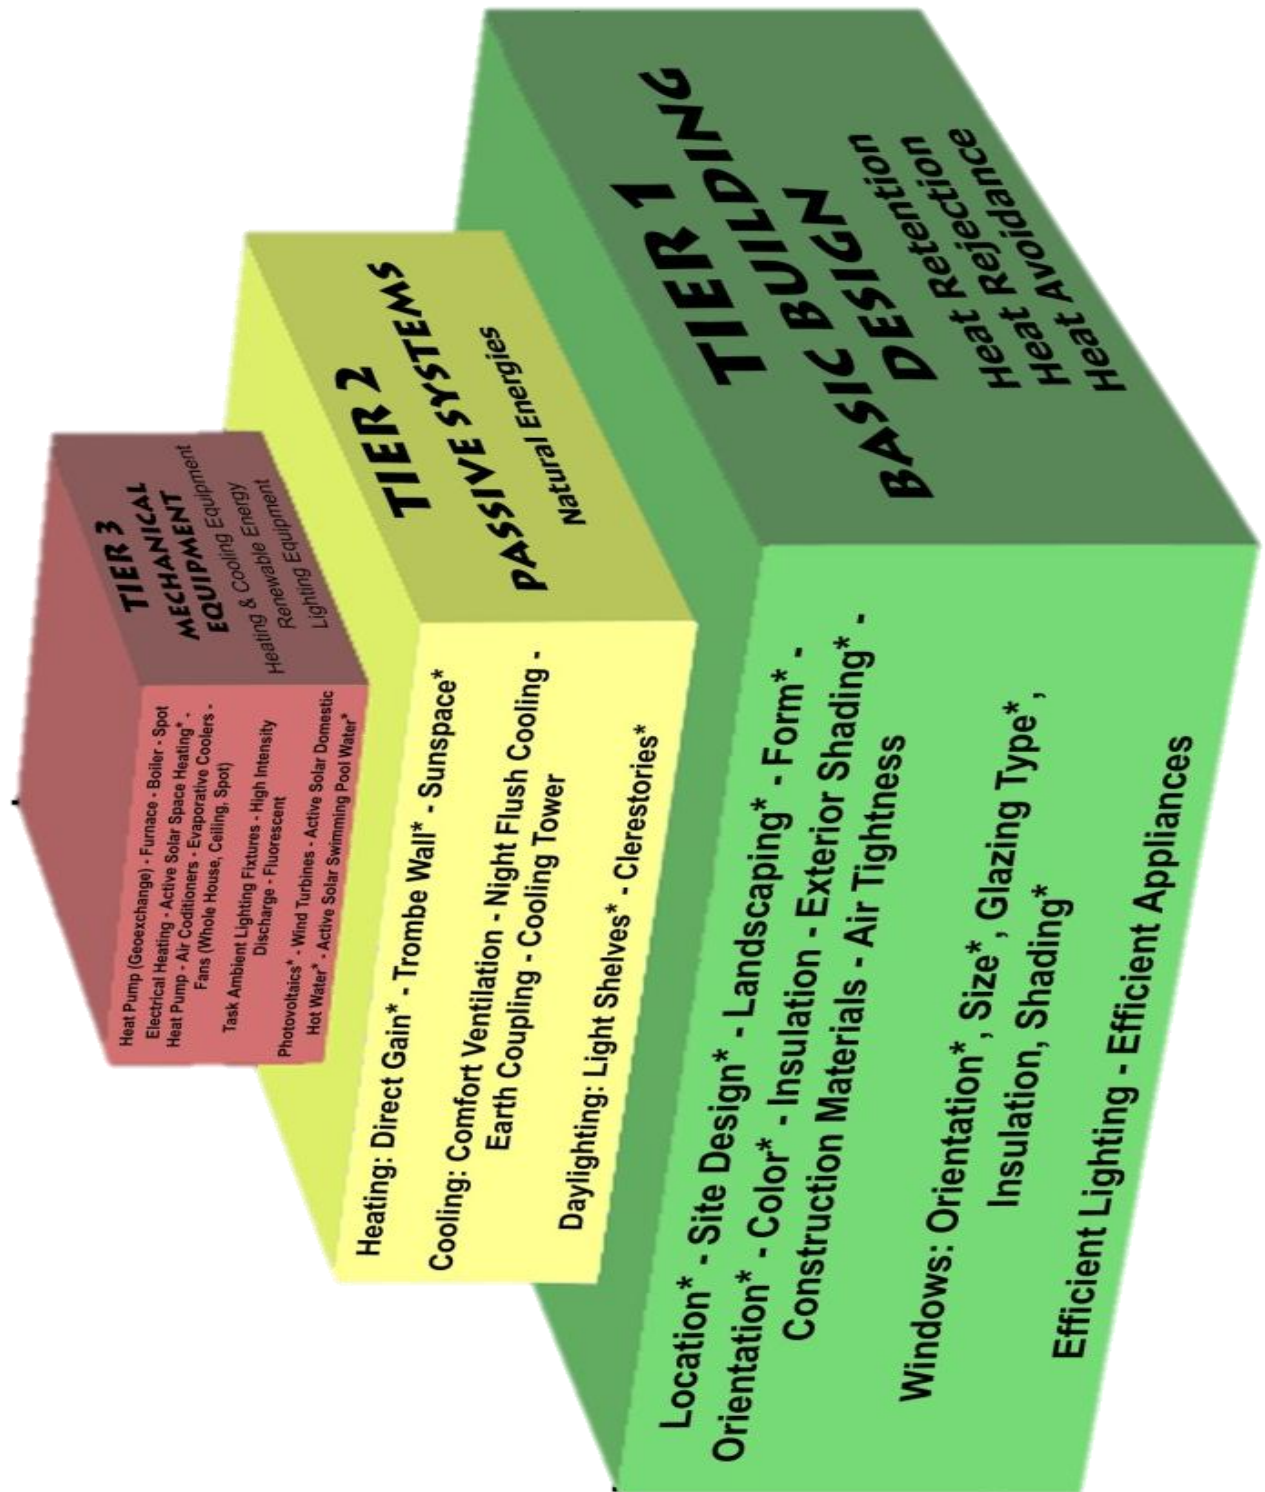 Heat Pump (Geoexchange) - Furnace - Boiler - Spot
Electrical Heating - Active Solar Space Heating* -
Heat Pump - Air Coditioners - Evaporative Coolers -
Fans (Whole House, Ceiling, Spot)
Task Ambient Lighting Fixtures - High Intensity
Discharge - Fluorescent
Photovoltaics* - Wind Turbines - Active Solar Domestic
Hot Water* - Active Solar Swimming Pool Water*
TIER 3
MECHANICAL
EQUIPMENT
Heating & Cooling Equipment
Renewable Energy
Lighting Equipment
Heating: Direct Gain* - Trombe Wall* - Sunspace*
Cooling: Comfort Ventilation - Night Flush Cooling -
Earth Coupling - Cooling Tower
Daylighting: Light Shelves* - Clerestories*
TIER 2
PASSIVE SYSTEMS
Natural Energies
Location* - Site Design* - Landscaping* - Form* -
Orientation* - Color* - Insulation - Exterior Shading* -
Construction Materials - Air Tightness
Windows: Orientation*, Size*, Glazing Type*,
Insulation, Shading*
Efficient Lighting - Efficient Appliances
TIER 1
BASIC BUILDING
DESIGN
Heat Retention
Heat Rejection
Heat Avoidance